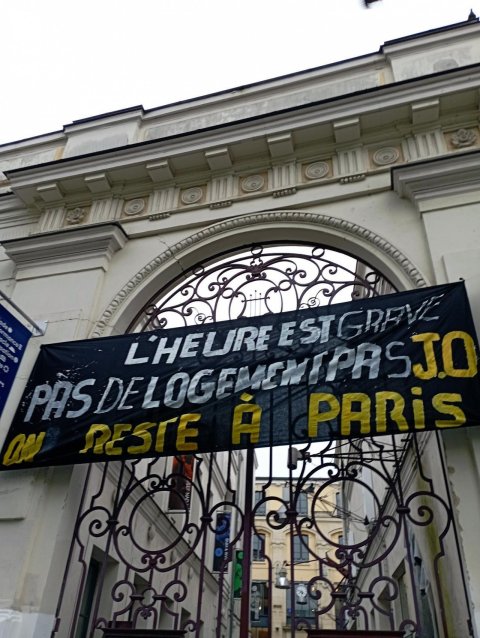 L'HEURE EST GRAVE
PAS DE LOGEMENT PAS J.O
ON RESTE À PARIS